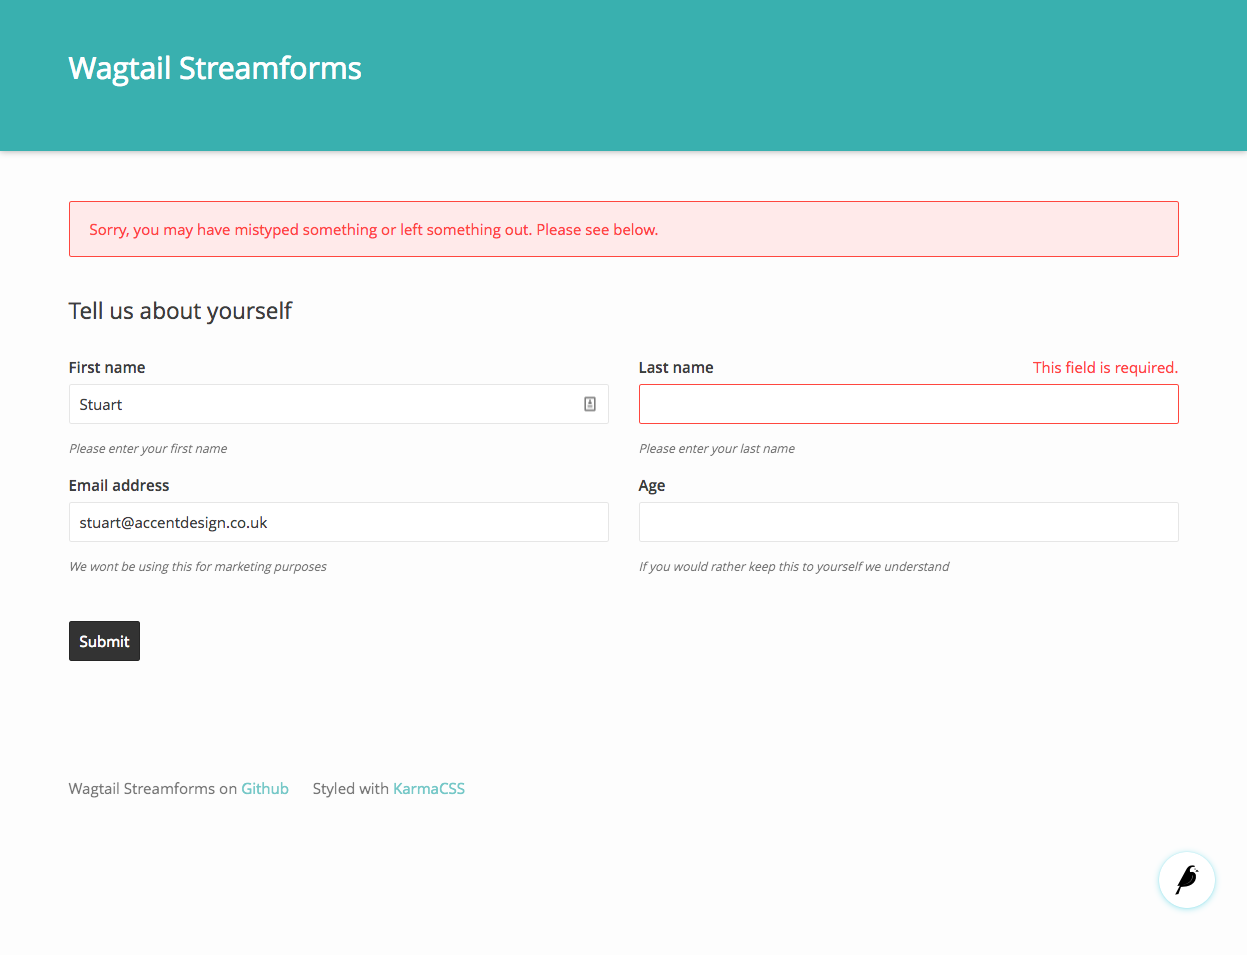 Wagtail Streamforms
Sorry, you may have mistyped something or left something out. Please see below.
Tell us about yourself
First name
Stuart
Please enter your first name
Last name
This field is required.
Please enter your last name
Email address
stuart@accentdesign.co.uk
We wont be using this for marketing purposes
Age
If you would rather keep this to yourself we understand
Submit
Wagtail Streamforms on Github
Styled with KarmaCSS